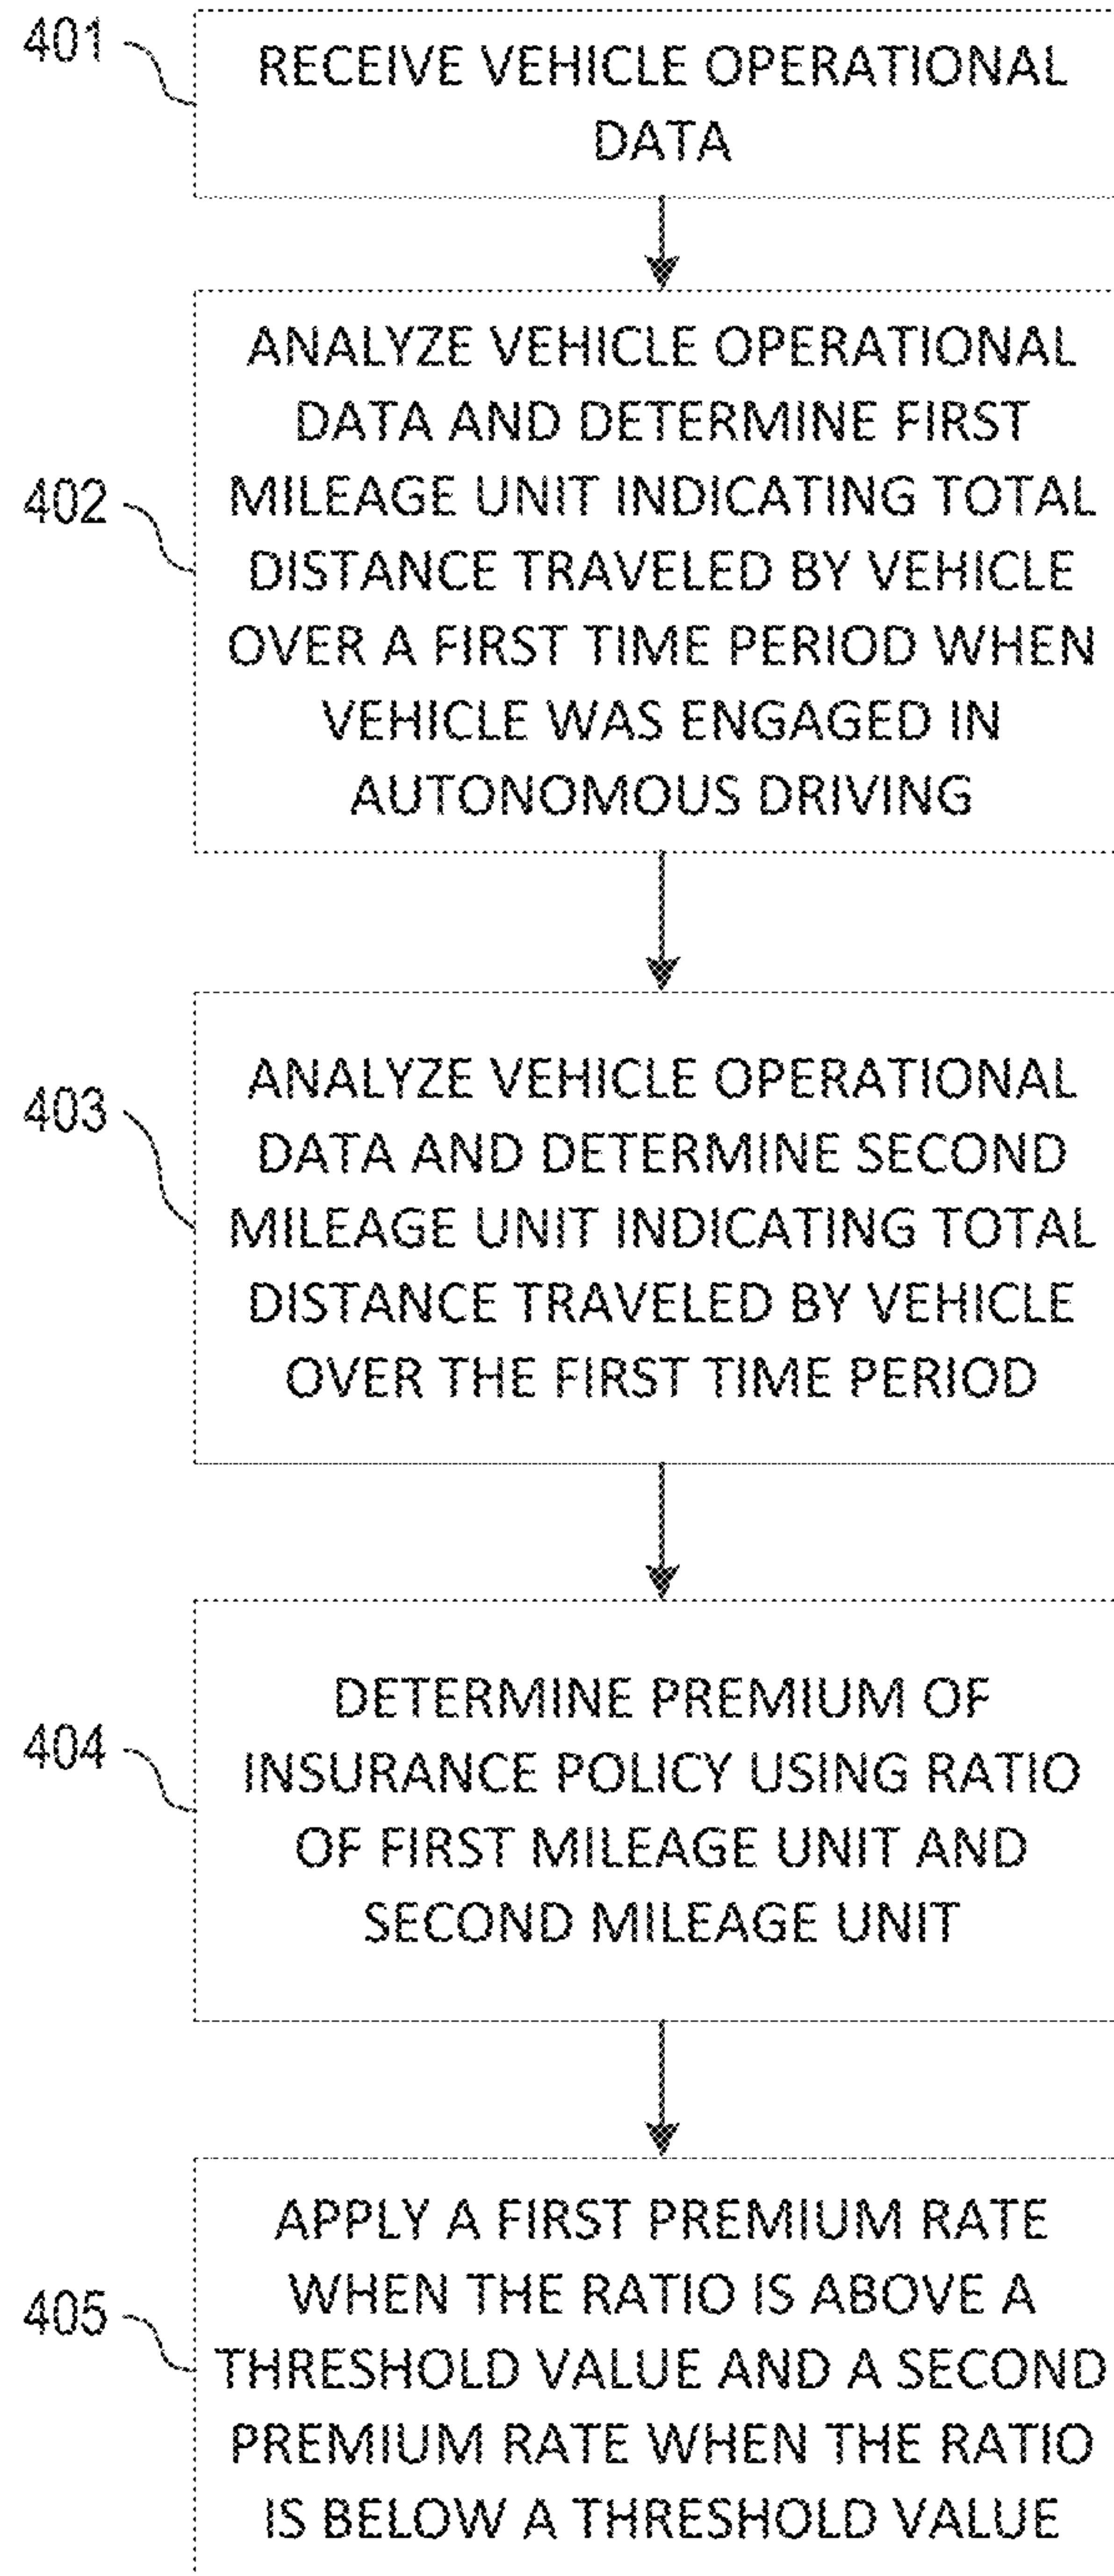 401
RECEIVE VEHICLE OPERATIONAL
DATA
402
ANALYZE VEHICLE OPERATIONAL
DATA AND DETERMINE FIRST
MILEAGE UNIT INDICATING TOTAL
DISTANCE TRAVELED BY VEHICLE
OVER A FIRST TIME PERIOD WHEN
VEHICLE WAS ENGAGED IN
AUTONOMOUS DRIVING
403
ANALYZE VEHICLE OPERATIONAL
DATA AND DETERMINE SECOND
MILEAGE UNIT INDICATING TOTAL
DISTANCE TRAVELED BY VEHICLE
OVER THE FIRST TIME PERIOD
404
DETERMINE PREMIUM OF
INSURANCE POLICY USING RATIO
OF FIRST MILEAGE UNIT AND
SECOND MILEAGE UNIT
405
APPLY A FIRST PREMIUM RATE
WHEN THE RATIO IS ABOVE A
THRESHOLD VALUE AND A SECOND
PREMIUM RATE WHEN THE RATIO
IS BELOW A THRESHOLD VALUE